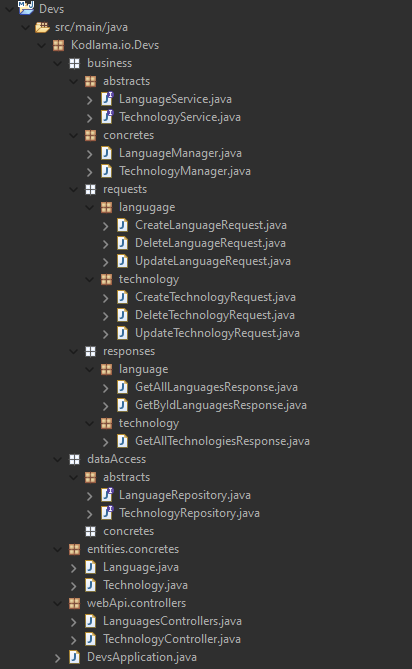 Devs
src/main/java
Kodlama.io.Devs
business
abstracts
LanguageService.java
TechnologyService.java
concretes
LanguageManager.java
TechnologyManager.java
requests
langugage
CreateLanguageRequest.java
DeleteLanguageRequest.java
UpdateLanguageRequest.java
technology
CreateTechnologyRequest.java
DeleteTechnologyRequest.java
UpdateTechnologyRequest.java
responses
language
GetAllLanguagesResponse.java
GetByIdLanguagesResponse.java
technology
GetAllTechnologiesResponse.java
dataAccess
abstracts
LanguageRepository.java
TechnologyRepository.java
concretes
entities.concretes
Language.java
Technology.java
webApi.controllers
LanguagesControllers.java
TechnologyController.java
DevsApplication.java